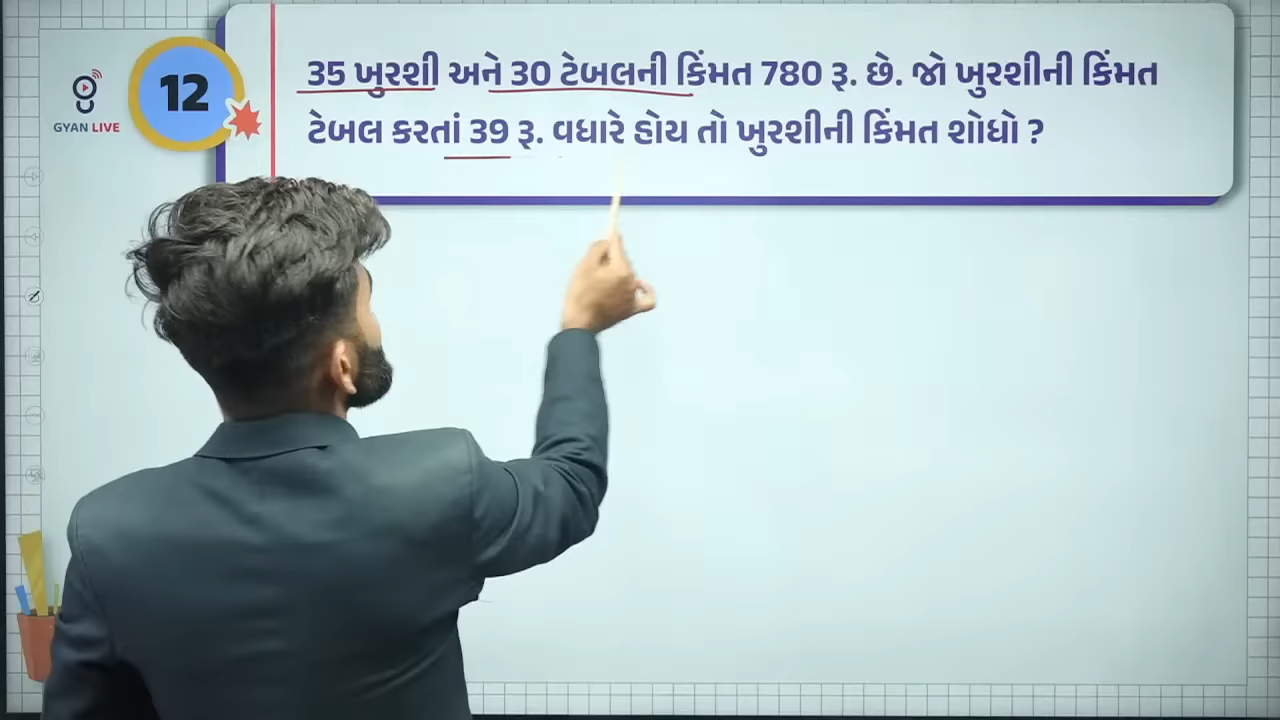 12
35 ખુરશી અને 30 ટેબલની કિંમત 780 રૂ. છે. જો ખુરશીની કિંમત
ટેબલ કરતાં 39 રૂ. વધારે હોય તો ખુરશીની કિંમત શોધો ?
GYAN LIVE